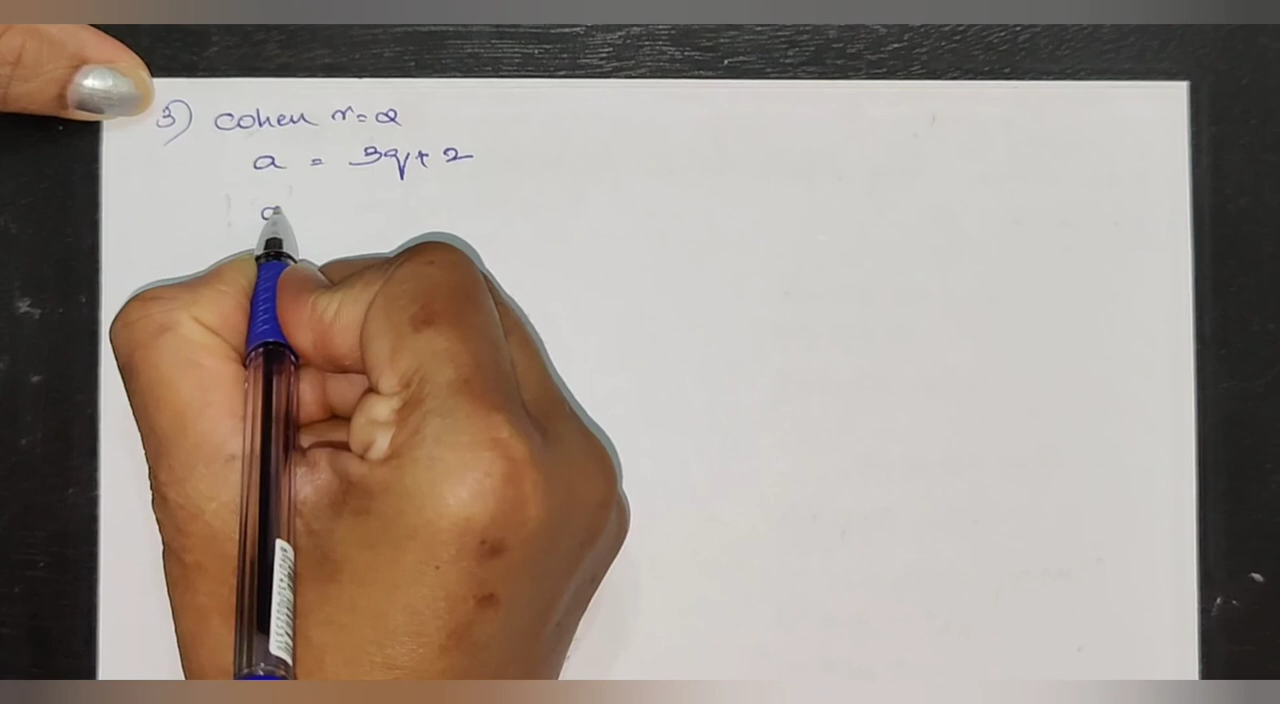 3) when r=2
a = 3q+2
a